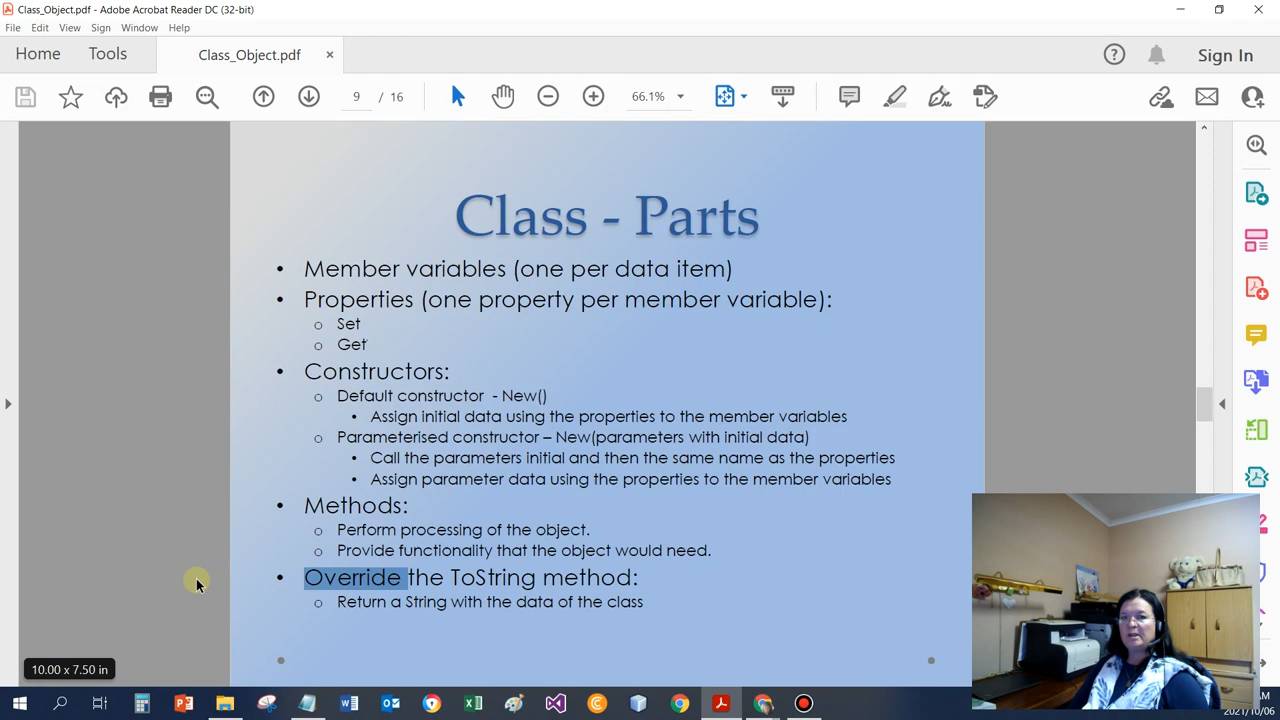 Class_Object.pdf - Adobe Acrobat Reader DC (32-bit)
File Edit View Sign Window Help
Home Tools Class_Object.pdf × Sign In
9 / 16 66.1%
Class - Parts
• Member variables (one per data item)
• Properties (one property per member variable):
o Set
o Get
• Constructors:
o Default constructor - New()
• Assign initial data using the properties to the member variables
o Parameterised constructor – New(parameters with initial data)
• Call the parameters initial and then the same name as the properties
• Assign parameter data using the properties to the member variables
• Methods:
o Perform processing of the object.
o Provide functionality that the object would need.
• Override the ToString method:
o Return a String with the data of the class
10.00 x 7.50 in
AM
2021/10/06